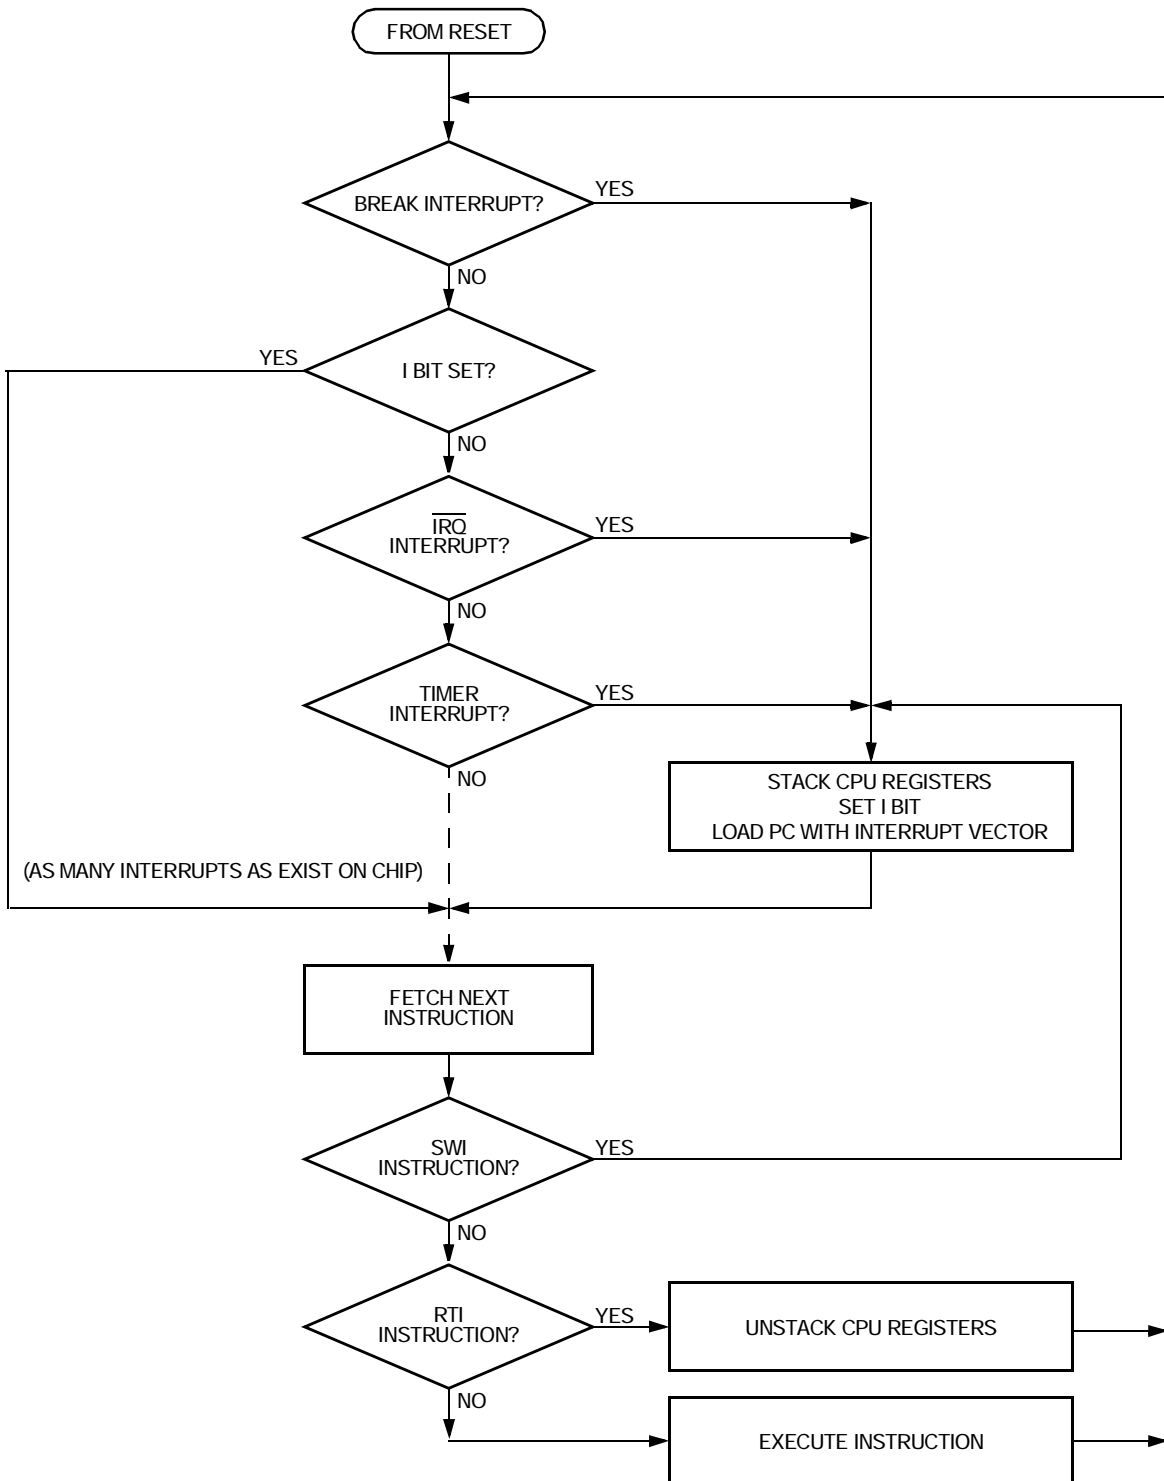 FROM RESET
BREAK INTERRUPT?
YES
NO
YES
I BIT SET?
NO
IRQ
INTERRUPT?
YES
NO
TIMER
INTERRUPT?
YES
NO
STACK CPU REGISTERS
SET I BIT
LOAD PC WITH INTERRUPT VECTOR
(AS MANY INTERRUPTS AS EXIST ON CHIP)
FETCH NEXT
INSTRUCTION
SWI
INSTRUCTION?
YES
NO
RTI
INSTRUCTION?
YES
UNSTACK CPU REGISTERS
NO
EXECUTE INSTRUCTION